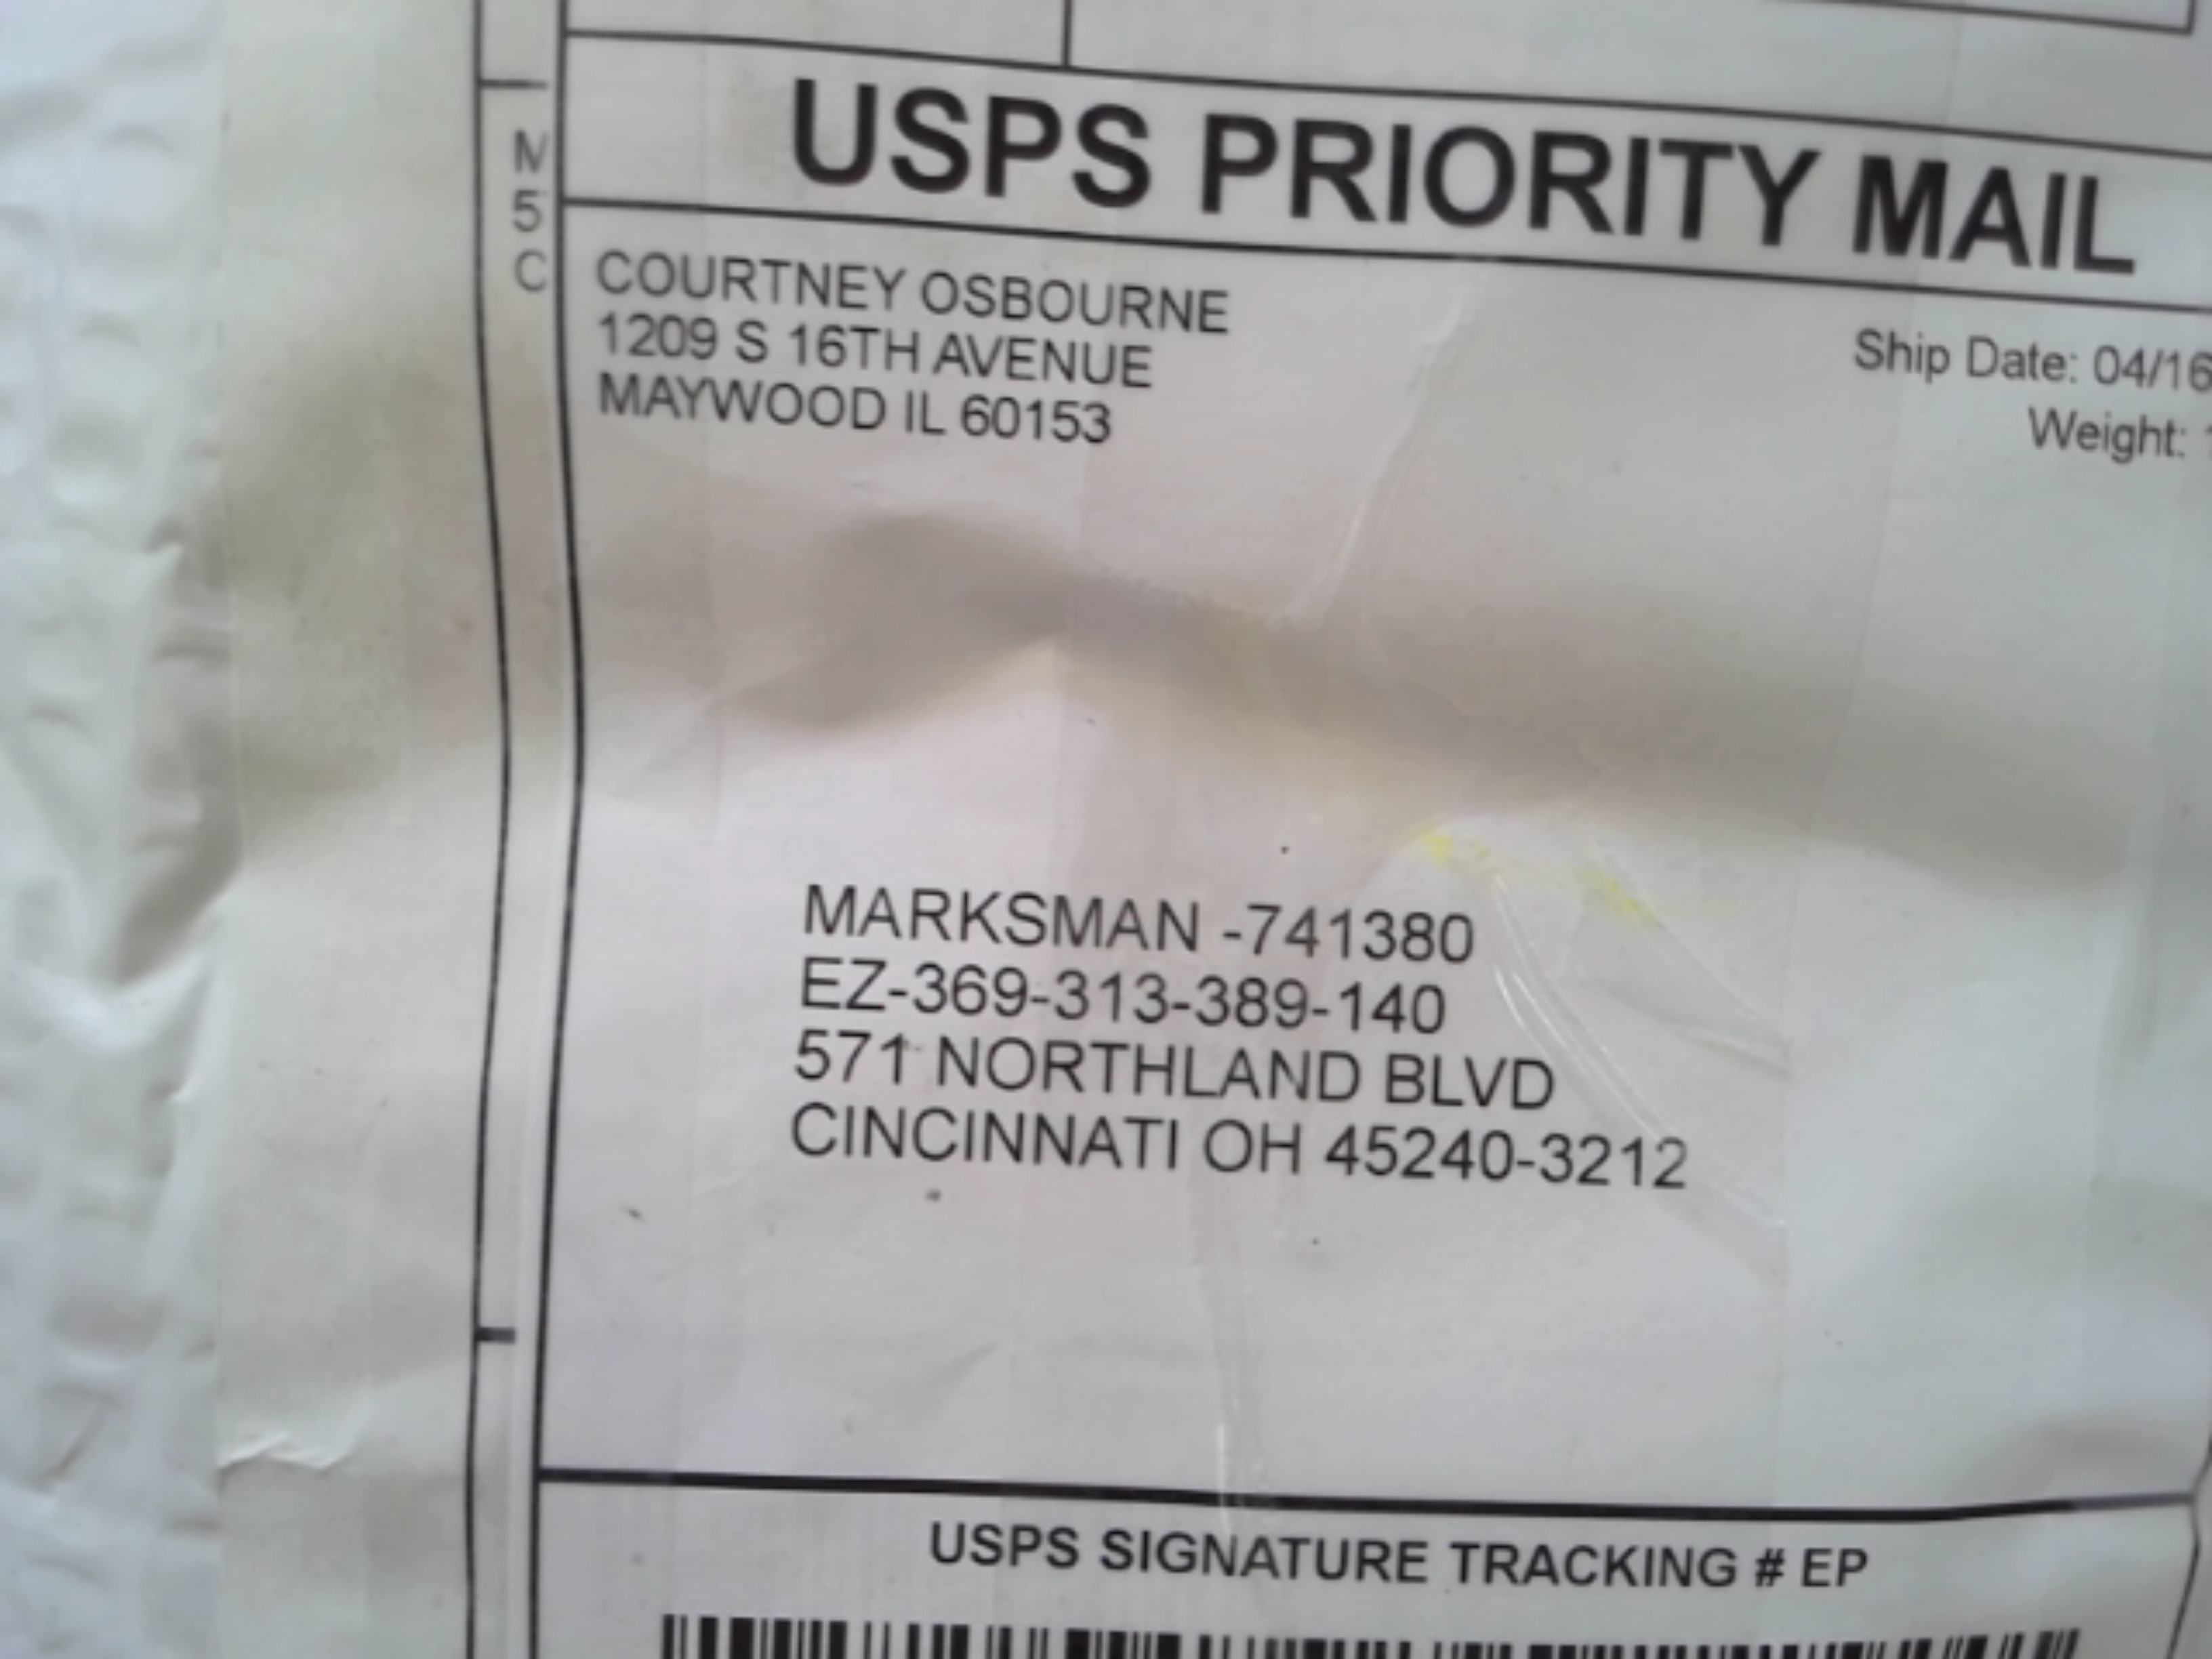 USPS PRIORITY MAIL
M
5
C
COURTNEY OSBOURNE
1209 S 16TH AVENUE
MAYWOOD IL 60153
Ship Date: 04/16
Weight:
MARKSMAN -741380
EZ-369-313-389-140
571 NORTHLAND BLVD
CINCINNATI OH 45240-3212
USPS SIGNATURE TRACKING # EP